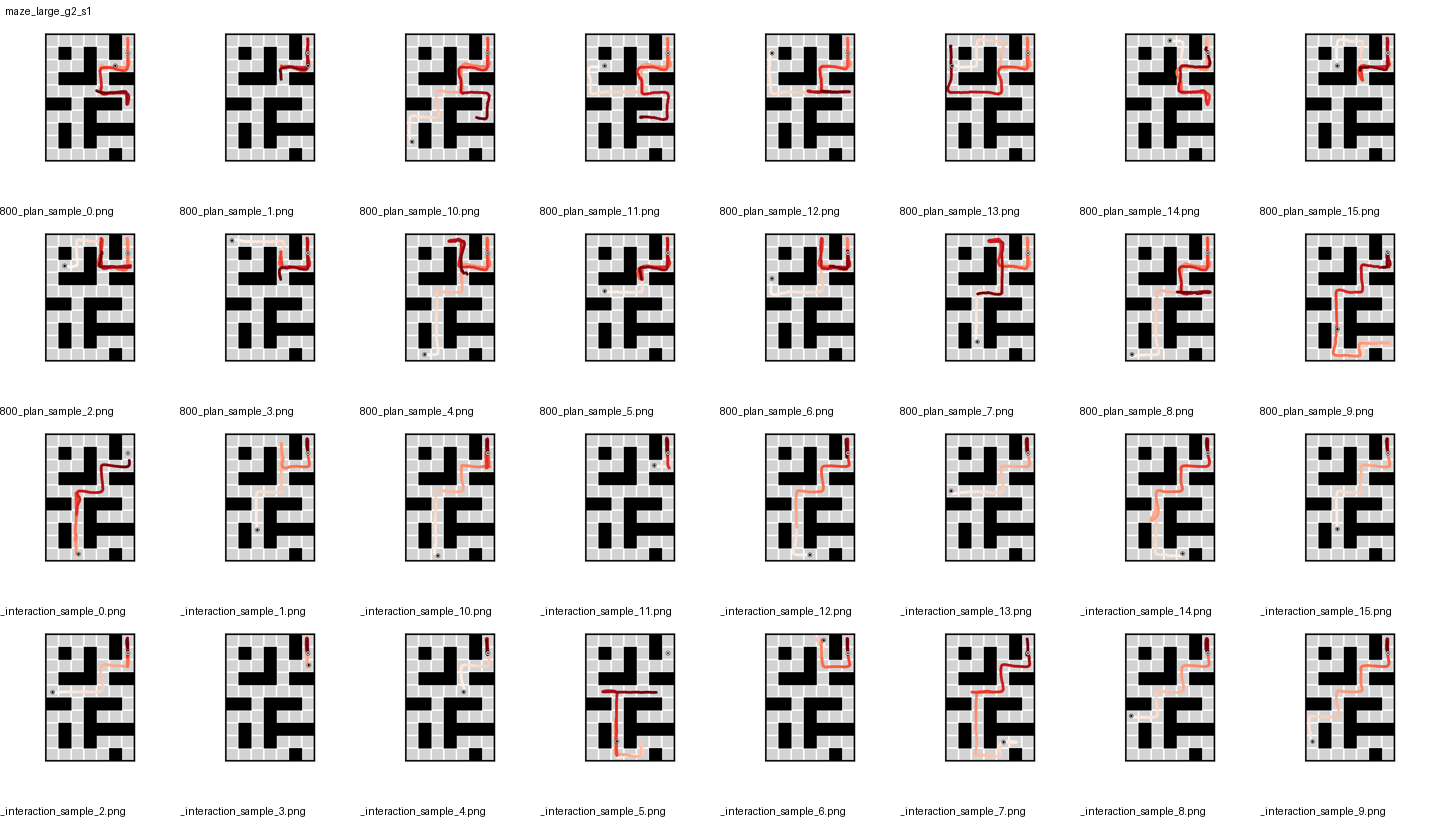 maze_large_g2_s1
800_plan_sample_0.png 800_plan_sample_1.png 800_plan_sample_10.png 800_plan_sample_11.png 800_plan_sample_12.png 800_plan_sample_13.png 800_plan_sample_14.png 800_plan_sample_15.png
800_plan_sample_2.png 800_plan_sample_3.png 800_plan_sample_4.png 800_plan_sample_5.png 800_plan_sample_6.png 800_plan_sample_7.png 800_plan_sample_8.png 800_plan_sample_9.png
_interaction_sample_0.png _interaction_sample_1.png _interaction_sample_10.png _interaction_sample_11.png _interaction_sample_12.png _interaction_sample_13.png _interaction_sample_14.png _interaction_sample_15.png
_interaction_sample_2.png _interaction_sample_3.png _interaction_sample_4.png _interaction_sample_5.png _interaction_sample_6.png _interaction_sample_7.png _interaction_sample_8.png _interaction_sample_9.png